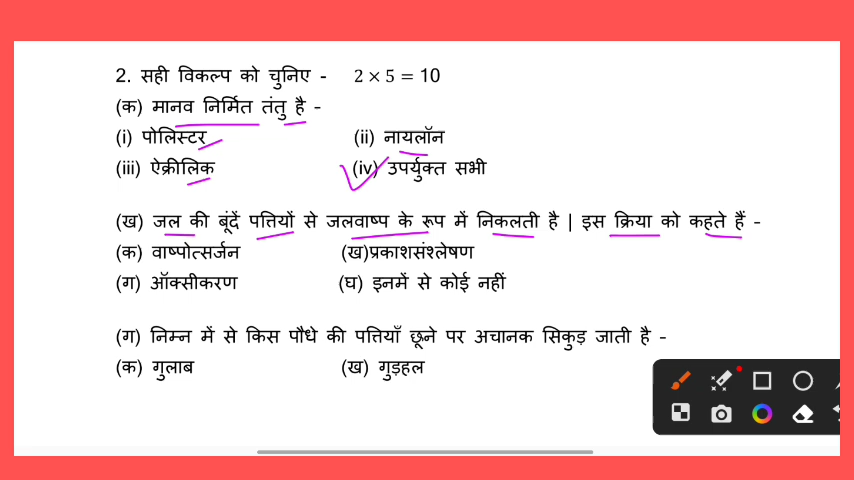 2. सही विकल्प को चुनिए - 2 × 5 = 10
(क) मानव निर्मित तंतु है -
(i) पोलिस्टर (ii) नायलॉन
(iii) ऐक्रीलिक (iv) उपर्युक्त सभी
(ख) जल की बूंदें पत्तियों से जलवाष्प के रूप में निकलती है | इस क्रिया को कहते हैं -
(क) वाष्पोत्सर्जन (ख)प्रकाशसंश्लेषण
(ग) ऑक्सीकरण (घ) इनमें से कोई नहीं
(ग) निम्न में से किस पौधे की पत्तियाँ छूने पर अचानक सिकुड़ जाती है -
(क) गुलाब (ख) गुड़हल